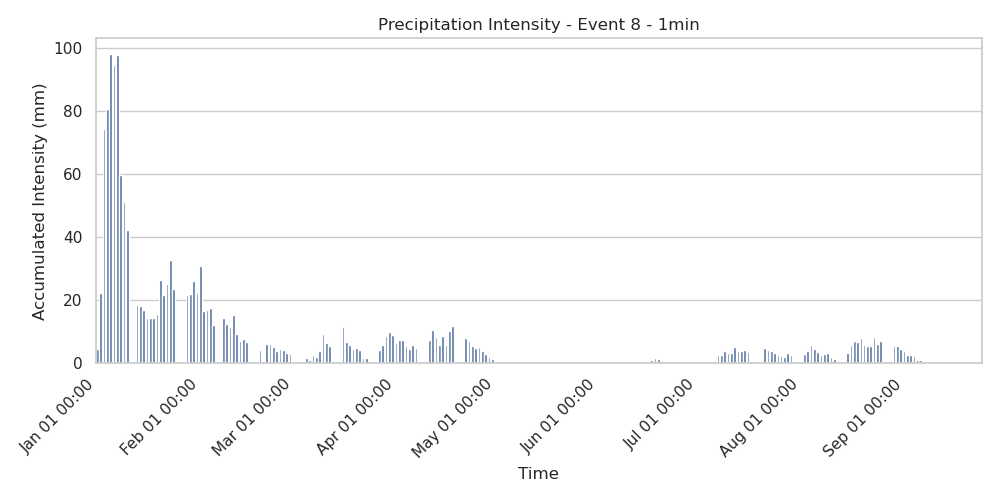 Precipitation Intensity - Event 8 - 1min
Accumulated Intensity (mm)
100
80
60
40
20
0
Jan 01 00:00
Feb 01 00:00
Mar 01 00:00
Apr 01 00:00
May 01 00:00
Jun 01 00:00
Jul 01 00:00
Aug 01 00:00
Sep 01 00:00
Time